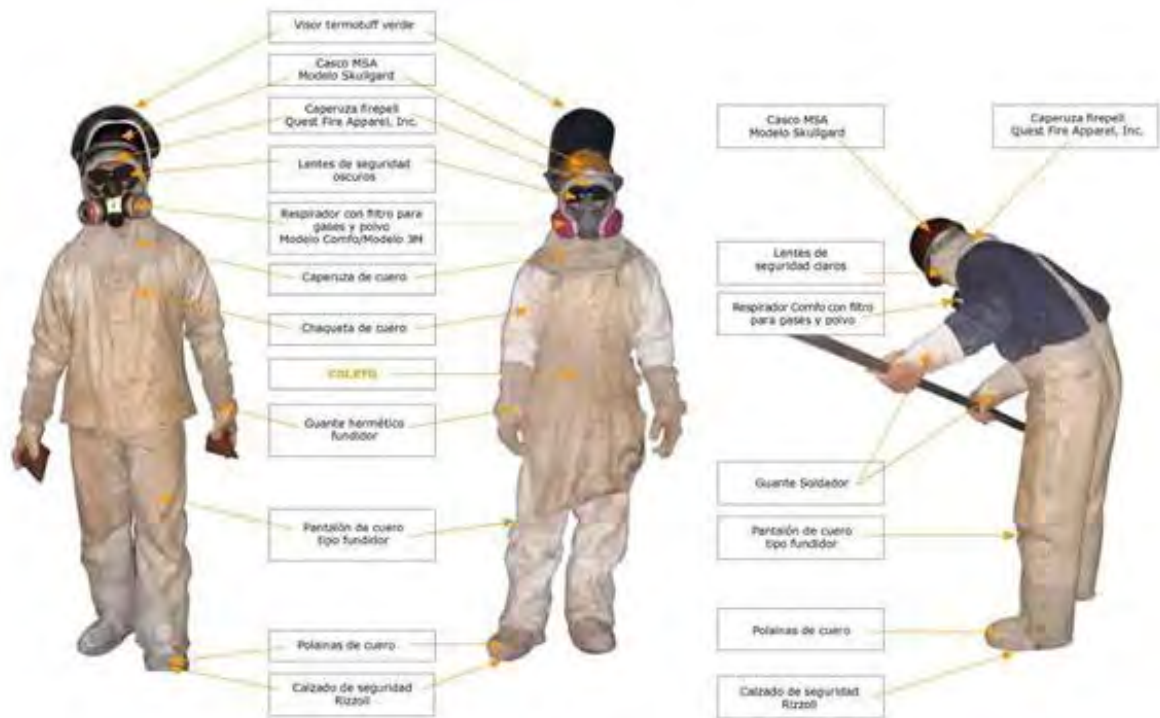 Visor termotuff verde
Casco MSA
Modelo Skullgard
Caperuza firepell
Quest Fire Apparel, Inc.
Lentes de seguridad
oscuros
Respirador con filtro para
gases y polvo
Modelo Comfo/Modelo 3M
Caperuza de cuero
Chaqueta de cuero
COLETO
Guante hermético
fundidor
Pantalón de cuero
tipo fundidor
Polainas de cuero
Calzado de seguridad
Rizzoli
Casco MSA
Modelo Skullgard
Caperuza firepell
Quest Fire Apparel, Inc.
Lentes de
seguridad claros
Respirador Comfo con filtro
para gases y polvo
Guante Soldador
Pantalón de cuero
tipo fundidor
Polainas de cuero
Calzado de seguridad
Rizzoli